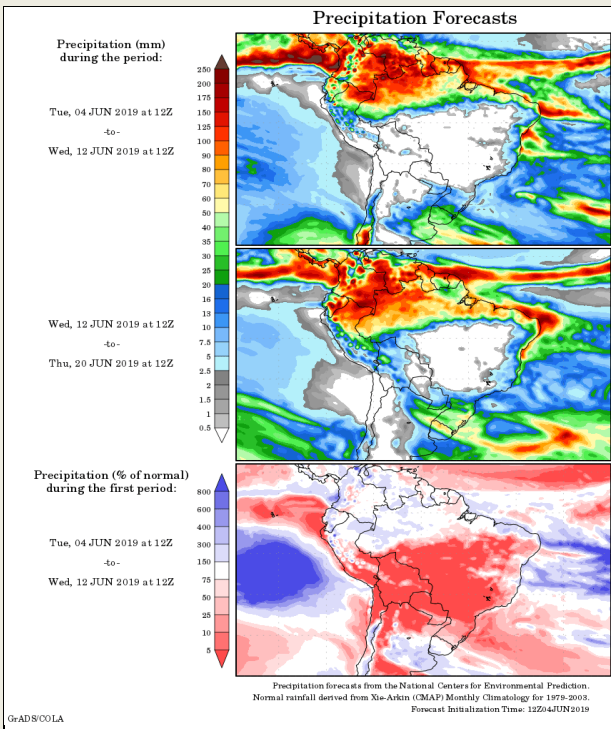 Precipitation Forecasts
Precipitation (mm)
during the period:
Tue, 04 JUN 2019 at 12Z
-to-
Wed, 12 JUN 2019 at 12Z
250
200
175
150
125
100
90
80
70
60
50
40
35
30
25
20
16
13
10
7.5
5
2.5
2
1.5
1
0.5
Wed, 12 JUN 2019 at 12Z
-to-
Thu, 20 JUN 2019 at 12Z
Precipitation (% of normal)
during the first period:
Tue, 04 JUN 2019 at 12Z
-to-
Wed, 12 JUN 2019 at 12Z
800
600
400
300
150
75
50
25
10
5
Precipitation forecasts from the National Centers for Environmental Prediction.
Normal rainfall derived from Xie-Arkin (CMAP) Monthly Climatology for 1979-2003.
Forecast Initialization Time: 12Z04JUN2019
GrADS/COLA